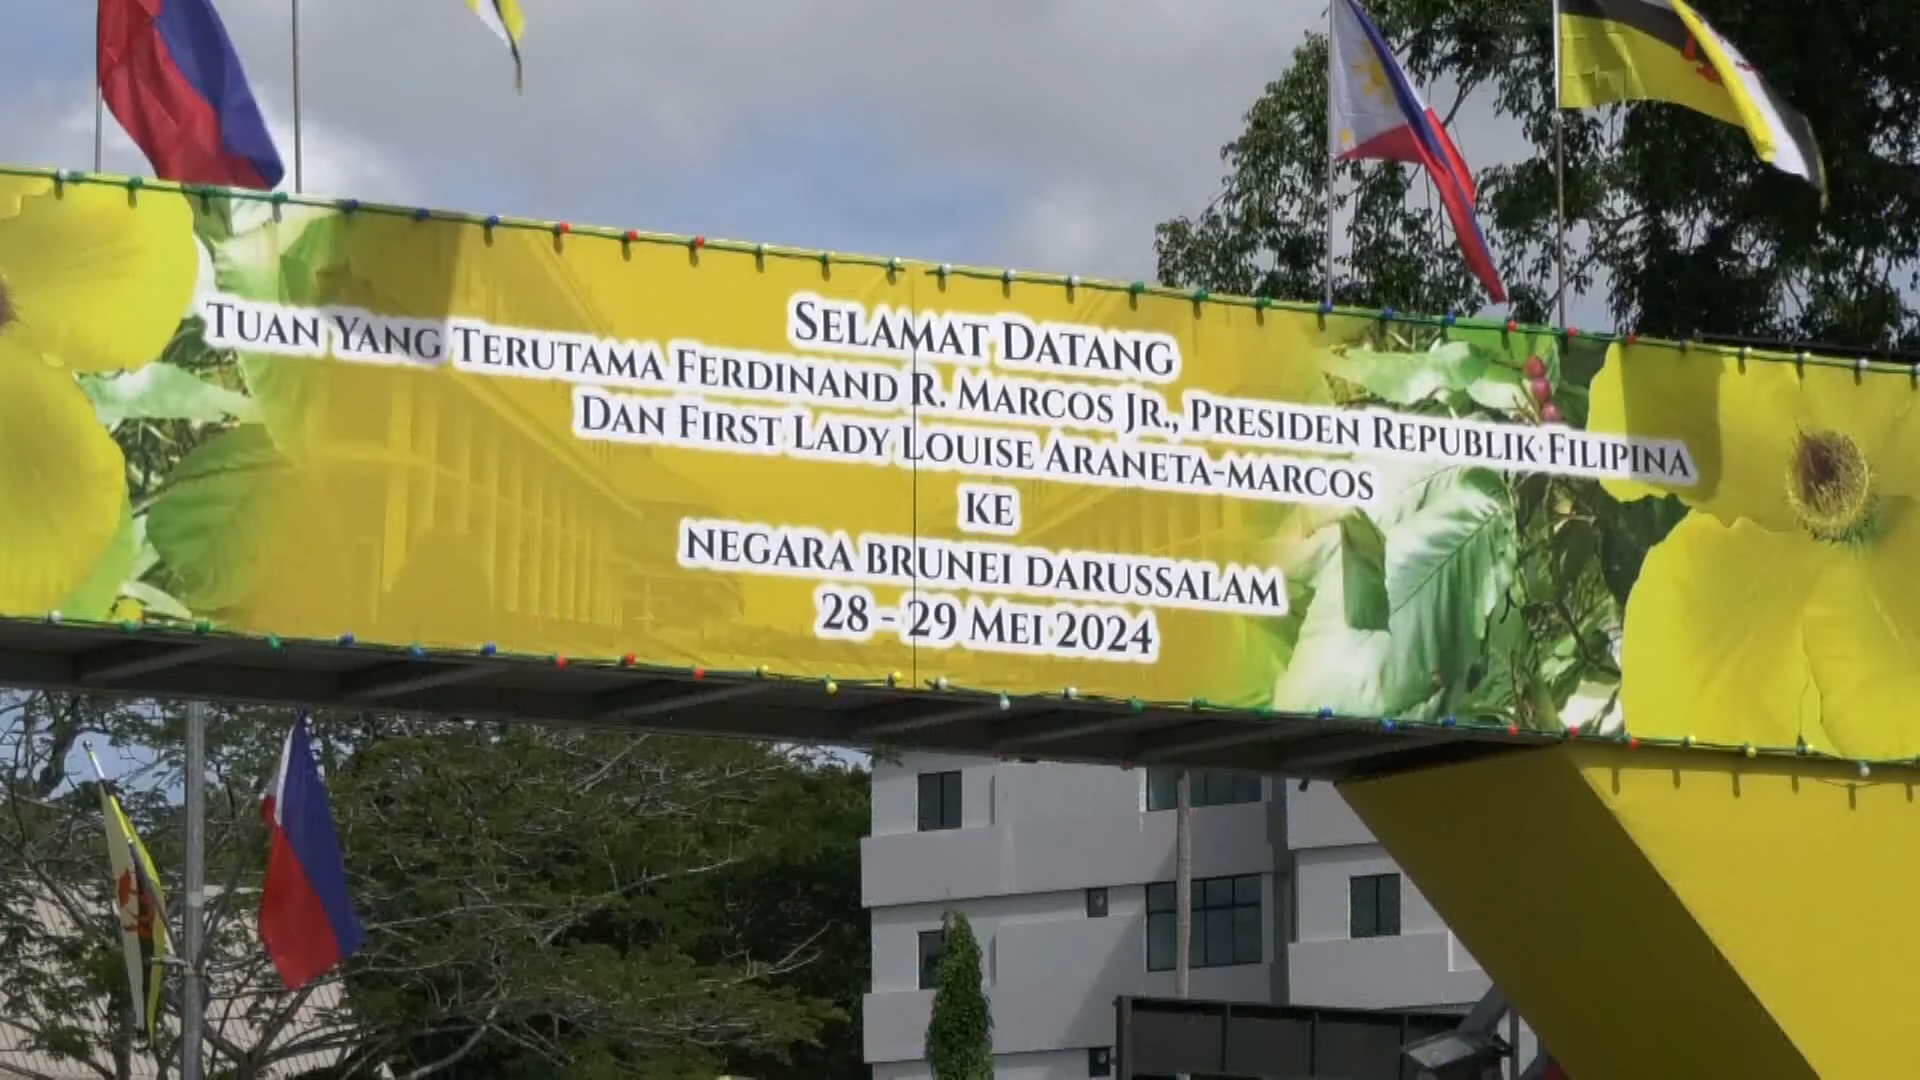 SELAMAT DATANG
TUAN YANG TERUTAMA FERDINAND R. MARCOS JR., PRESIDEN REPUBLIK FILIPINA
DAN FIRST LADY LOUISE ARANETA-MARCOS
KE
NEGARA BRUNEI DARUSSALAM
28 - 29 MEI 2024